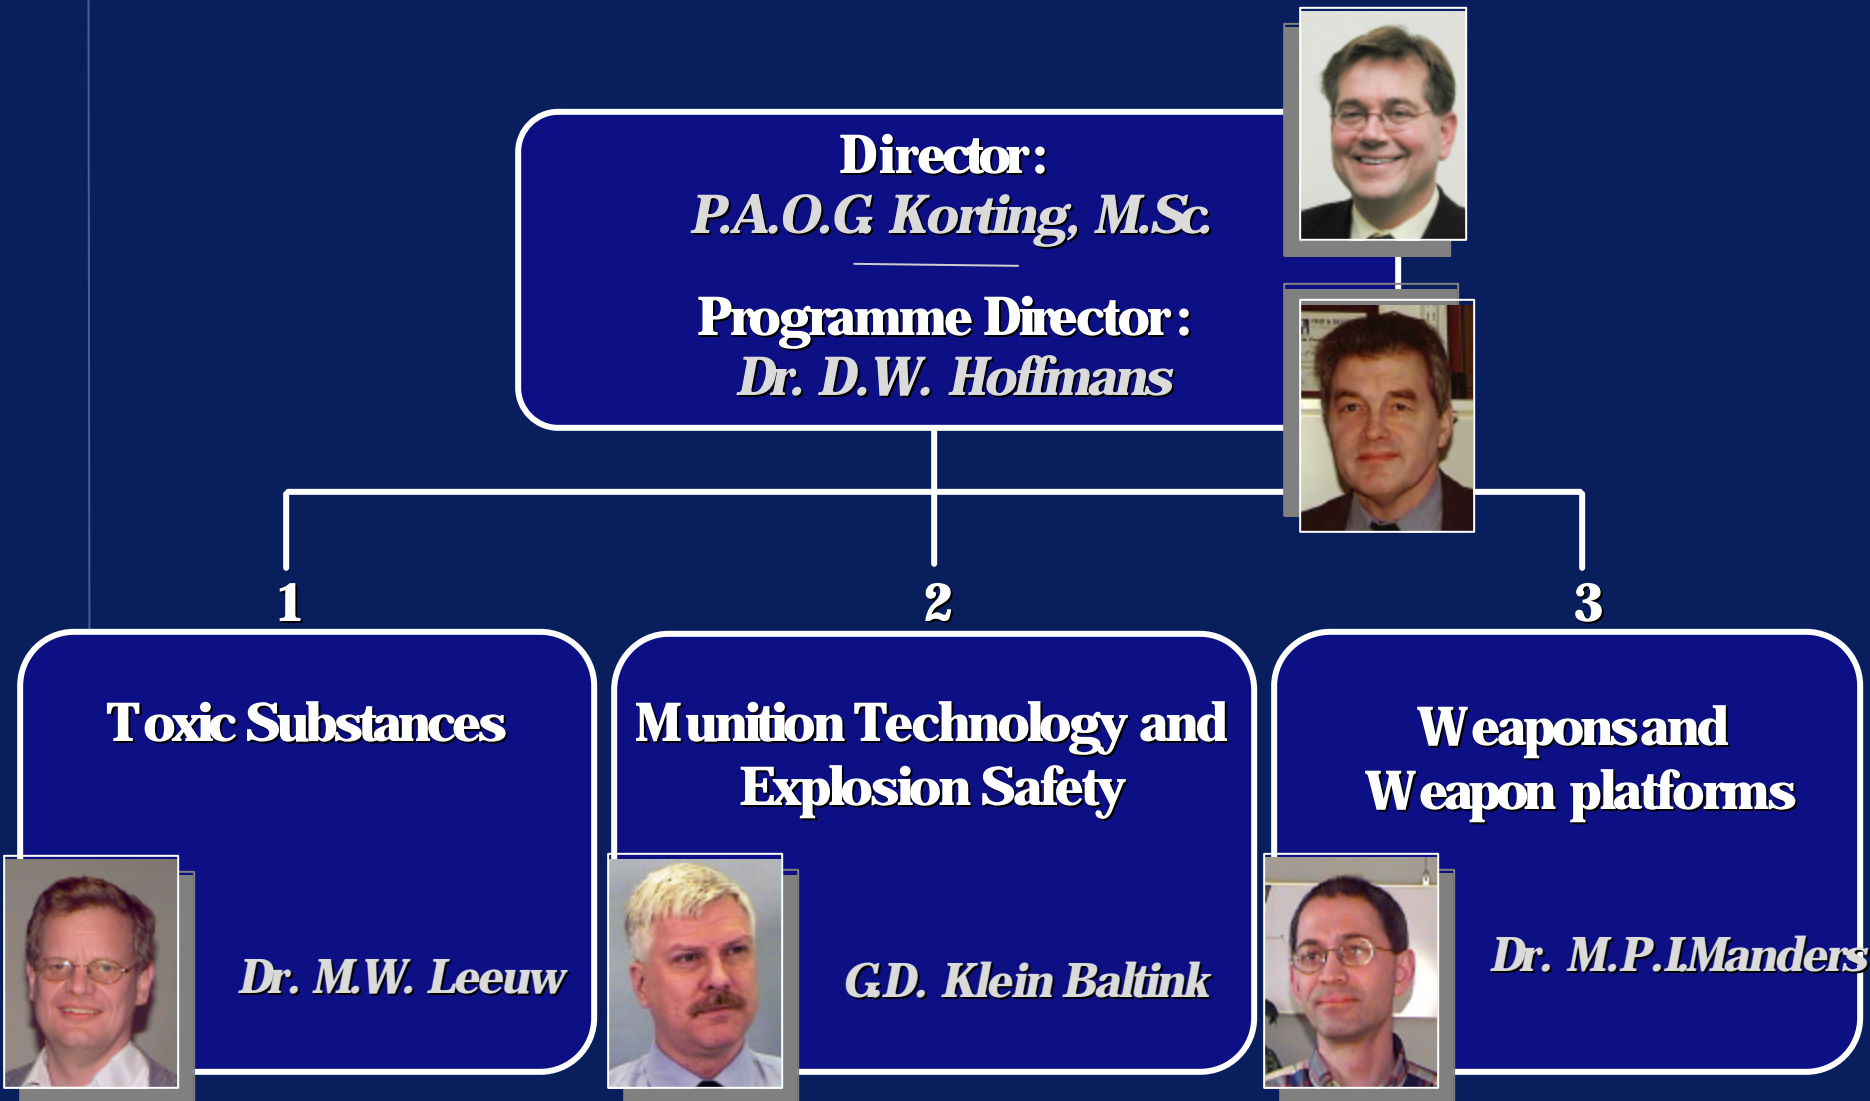 Director:
P.A.O.G. Korting, M.Sc.
Programme Director:
Dr. D.W. Hoffmans
1
2
3
Toxic Substances
Munition Technology and
Explosion Safety
Weapons and
Weapon platforms
Dr. M.W. Leeuw
G.D. Klein Baltink
Dr. M.P.I.Manders